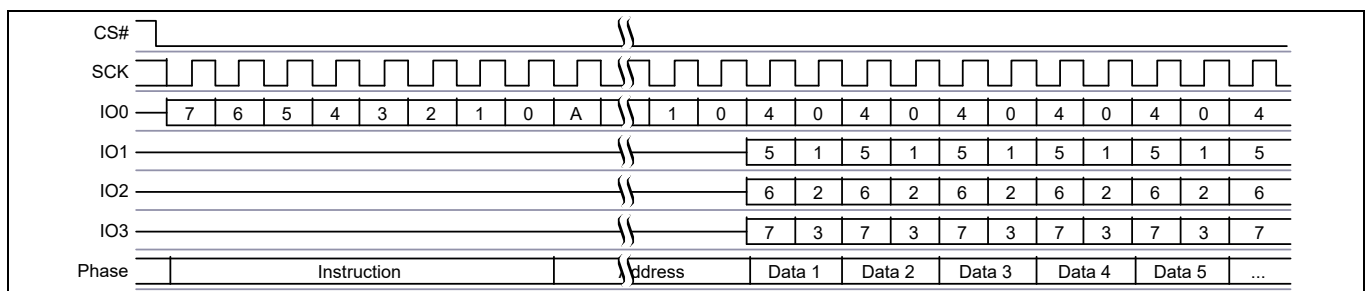 CS#
SCK
IO0 7 6 5 4 3 2 1 0 A 1 0 4 0 4 0 4 0 4 0 4 0 4
IO1 5 1 5 1 5 1 5 1 5 1 5
IO2 6 2 6 2 6 2 6 2 6 2 6
IO3 7 3 7 3 7 3 7 3 7 3 7
Phase Instruction Address Data 1 Data 2 Data 3 Data 4 Data 5 ...